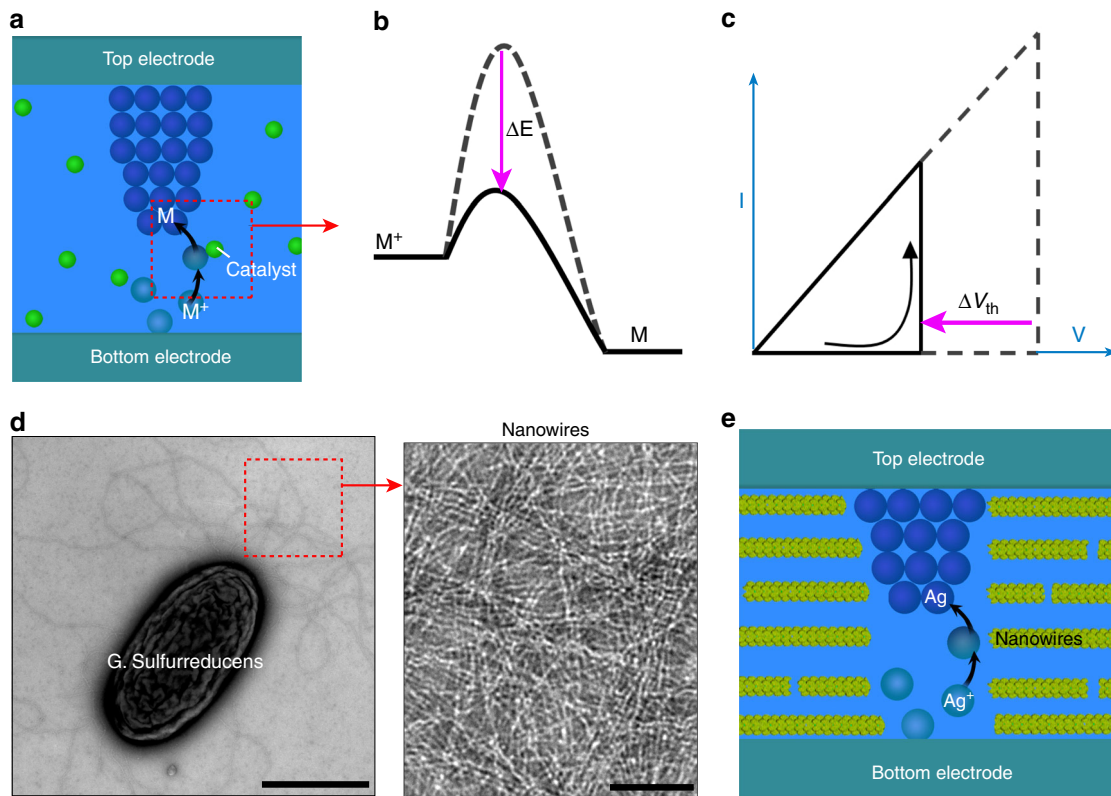 a
Top electrode
M
Catalyst
M⁺
Bottom electrode
b
ΔE
M⁺
M
c
I
ΔVth
V
d
Nanowires
G. Sulfurreducens
e
Top electrode
Ag
Nanowires
Ag⁺
Bottom electrode